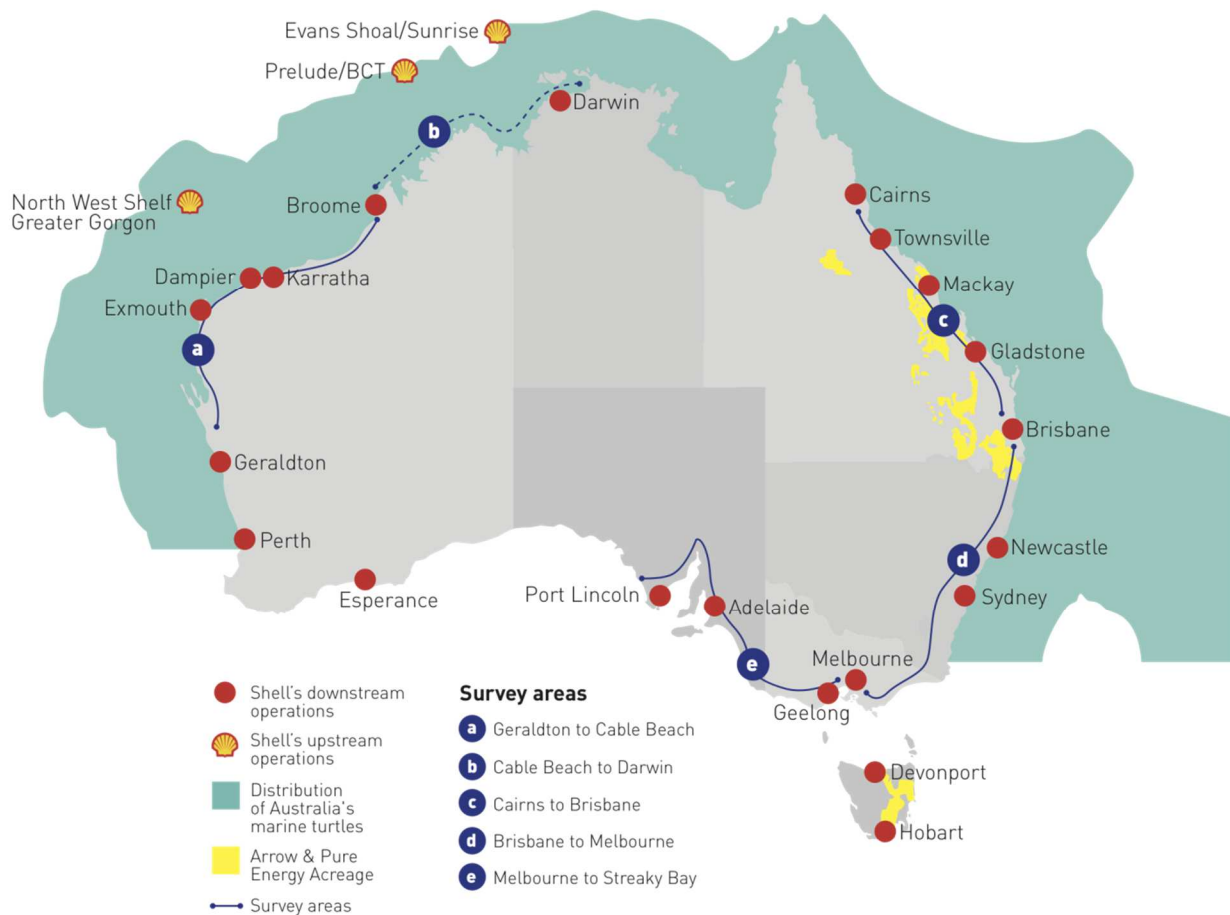 Evans Shoal/Sunrise
Prelude/BCT
Darwin
b
North West Shelf
Greater Gorgon
Broome
Cairns
Townsville
Dampier
Karratha
Mackay
Exmouth
c
a
Gladstone
Brisbane
Geraldton
Perth
Newcastle
d
Esperance
Port Lincoln
Adelaide
Sydney
e
Melbourne
Geelong
Devonport
Hobart
Shell's downstream
operations
Shell's upstream
operations
Distribution
of Australia's
marine turtles
Arrow & Pure
Energy Acreage
Survey areas
Survey areas
a Geraldton to Cable Beach
b Cable Beach to Darwin
c Cairns to Brisbane
d Brisbane to Melbourne
e Melbourne to Streaky Bay